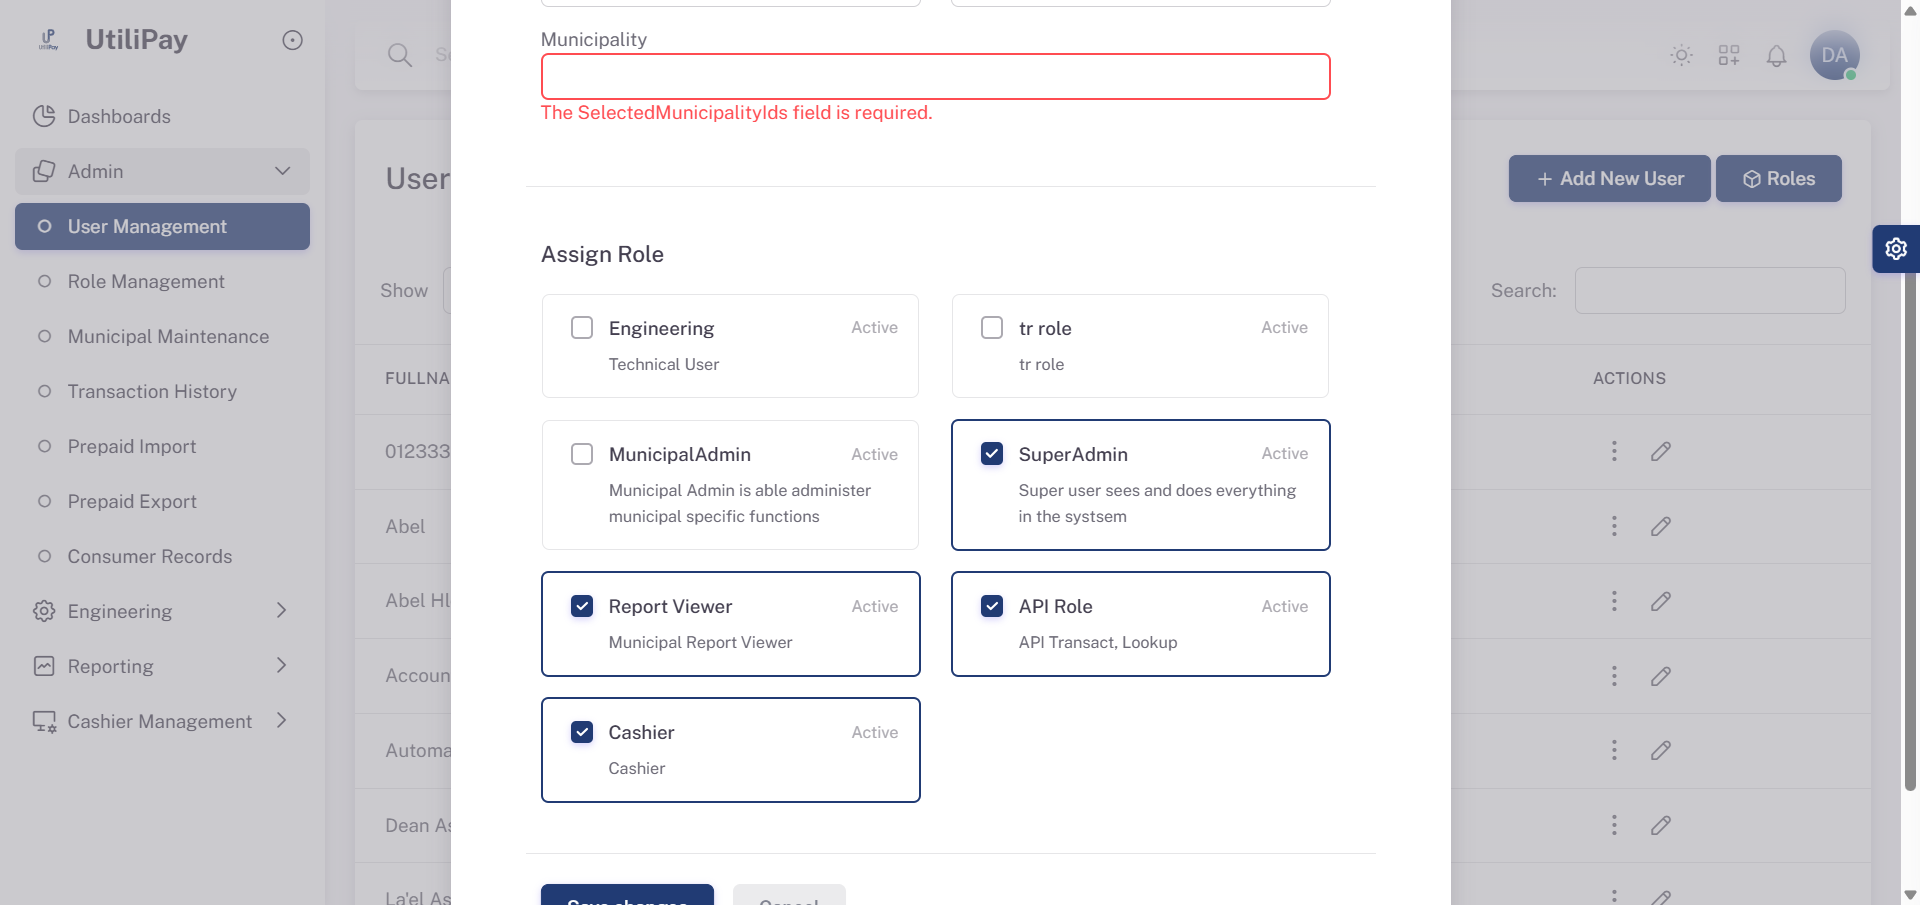 UP
UtiliPay
UtiliPay
Dashboards
Admin
User Management
Role Management
Municipal Maintenance
Transaction History
Prepaid Import
Prepaid Export
Consumer Records
Engineering
Reporting
Cashier Management
DA
User
+ Add New User
Roles
Show
Search:
FULLNA
ACTIONS
012333
Abel
Abel Hl
Accoun
Automa
Dean As
La'el As
Municipality
The SelectedMunicipalityIds field is required.
Assign Role
Engineering Active
Technical User
tr role Active
tr role
MunicipalAdmin Active
Municipal Admin is able administer
municipal specific functions
SuperAdmin Active
Super user sees and does everything
in the systsem
Report Viewer Active
Municipal Report Viewer
API Role Active
API Transact, Lookup
Cashier Active
Cashier
Save changes
Cancel